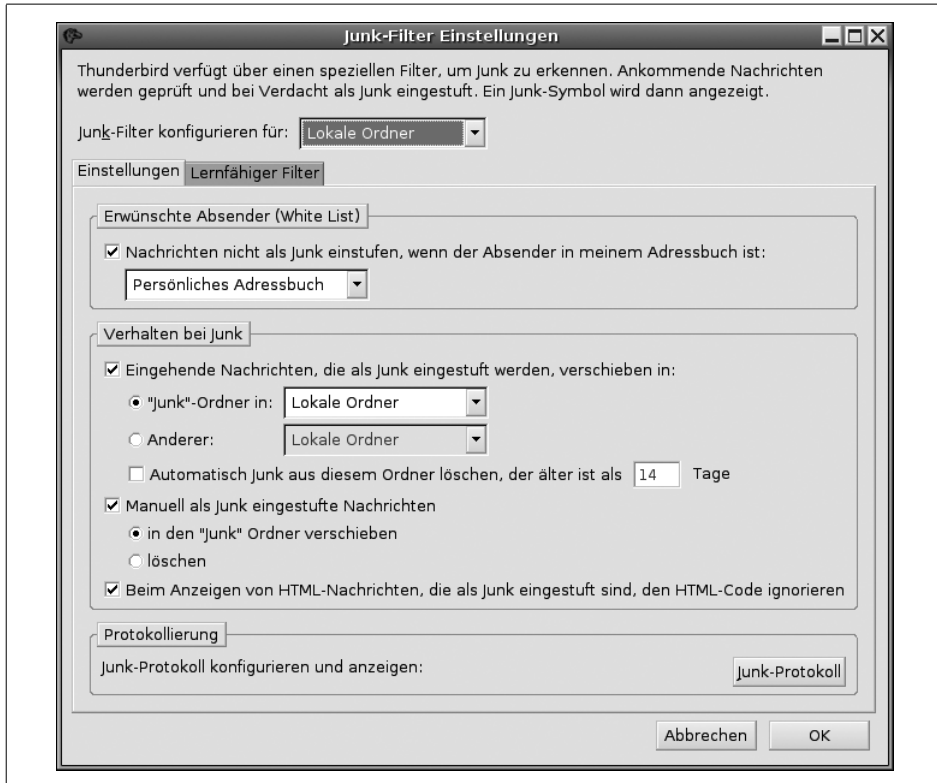 Junk-Filter Einstellungen
Thunderbird verfügt über einen speziellen Filter, um Junk zu erkennen. Ankommende Nachrichten
werden geprüft und bei Verdacht als Junk eingestuft. Ein Junk-Symbol wird dann angezeigt.
Junk-Filter konfigurieren für: Lokale Ordner
Einstellungen Lernfähiger Filter
Erwünschte Absender (White List)
Nachrichten nicht als Junk einstufen, wenn der Absender in meinem Adressbuch ist:
Persönliches Adressbuch
Verhalten bei Junk
Eingehende Nachrichten, die als Junk eingestuft werden, verschieben in:
"Junk"-Ordner in: Lokale Ordner
Anderer: Lokale Ordner
Automatisch Junk aus diesem Ordner löschen, der älter ist als 14 Tage
Manuell als Junk eingestufte Nachrichten
in den "Junk" Ordner verschieben
löschen
Beim Anzeigen von HTML-Nachrichten, die als Junk eingestuft sind, den HTML-Code ignorieren
Protokollierung
Junk-Protokoll konfigurieren und anzeigen: Junk-Protokoll
Abbrechen OK